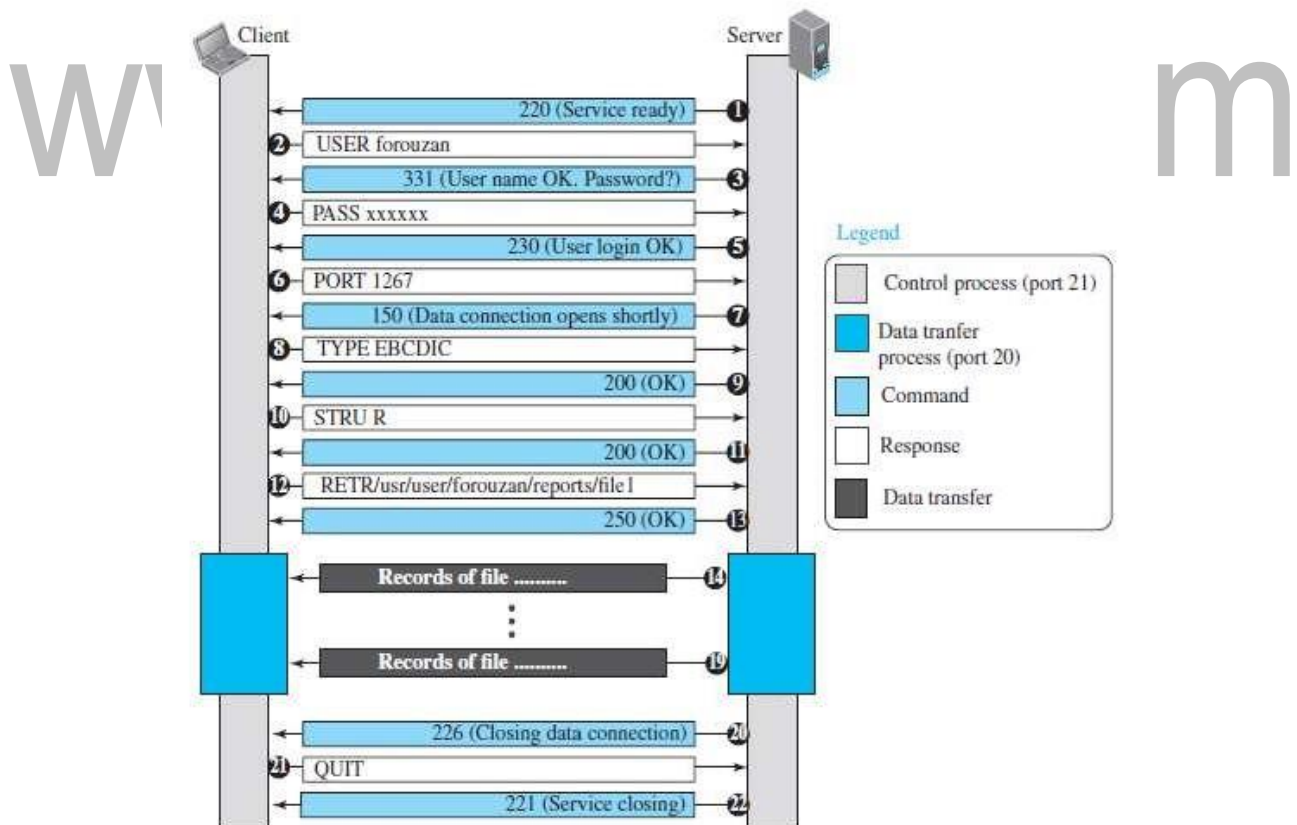 Client
Server
W
m
220 (Service ready)
1
2
USER forouzan
331 (User name OK. Password?)
3
4
PASS xxxxxx
230 (User login OK)
5
6
PORT 1267
150 (Data connection opens shortly)
7
8
TYPE EBCDIC
200 (OK)
9
10
STRU R
200 (OK)
11
12
RETR/usr/user/forouzan/reports/file1
250 (OK)
13
Records of file ..........
14
Records of file ..........
19
226 (Closing data connection)
20
21
QUIT
221 (Service closing)
22
Legend
Control process (port 21)
Data tranfer
process (port 20)
Command
Response
Data transfer